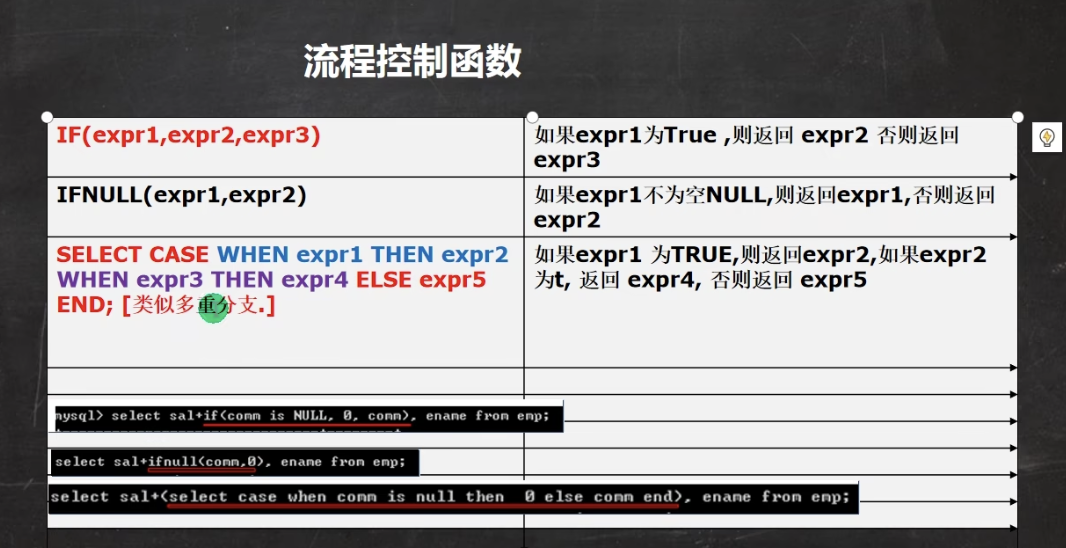 流程控制函数
IF(expr1,expr2,expr3)
如果expr1为True ,则返回 expr2 否则返回
expr3
IFNULL(expr1,expr2)
如果expr1不为空NULL,则返回expr1,否则返回
expr2
SELECT CASE WHEN expr1 THEN expr2
WHEN expr3 THEN expr4 ELSE expr5
END; [类似多重分支.]
如果expr1 为TRUE,则返回expr2,如果expr2
为t, 返回 expr4, 否则返回 expr5
mysql> select sal+if(comm is NULL, 0, comm), ename from emp;
select sal+ifnull(comm,0), ename from emp;
select sal+(select case when comm is null then 0 else comm end), ename from emp;